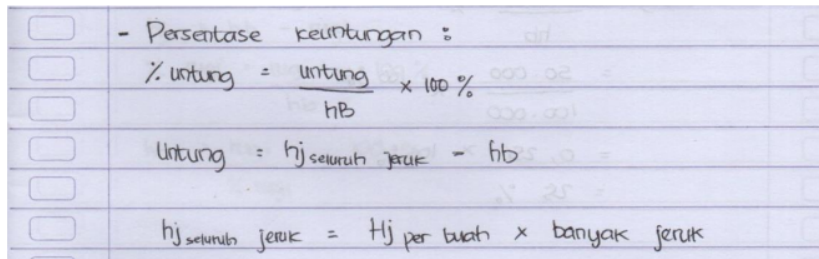 - Persentase keuntungan :
% untung = untung / hB × 100 %
Untung = hj seluruh jeruk - hb
hj seluruh jeruk = Hj per buah × banyak jeruk